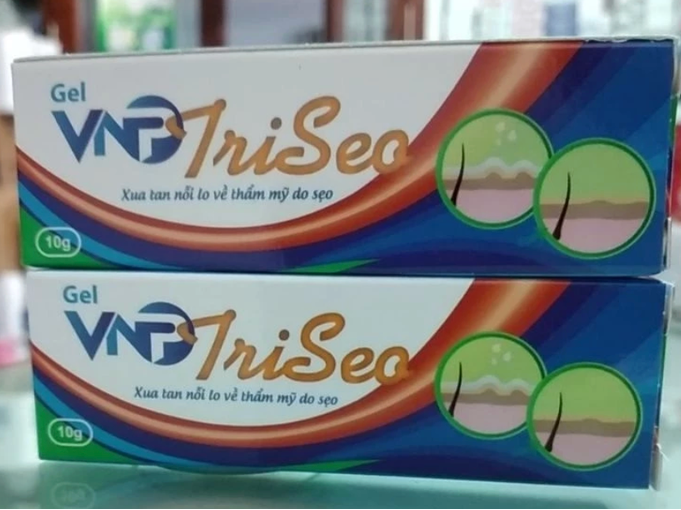 Gel
VNP TriSeo
Xua tan nỗi lo về thẩm mỹ do sẹo
10g
Gel
VNP TriSeo
Xua tan nỗi lo về thẩm mỹ do sẹo
10g